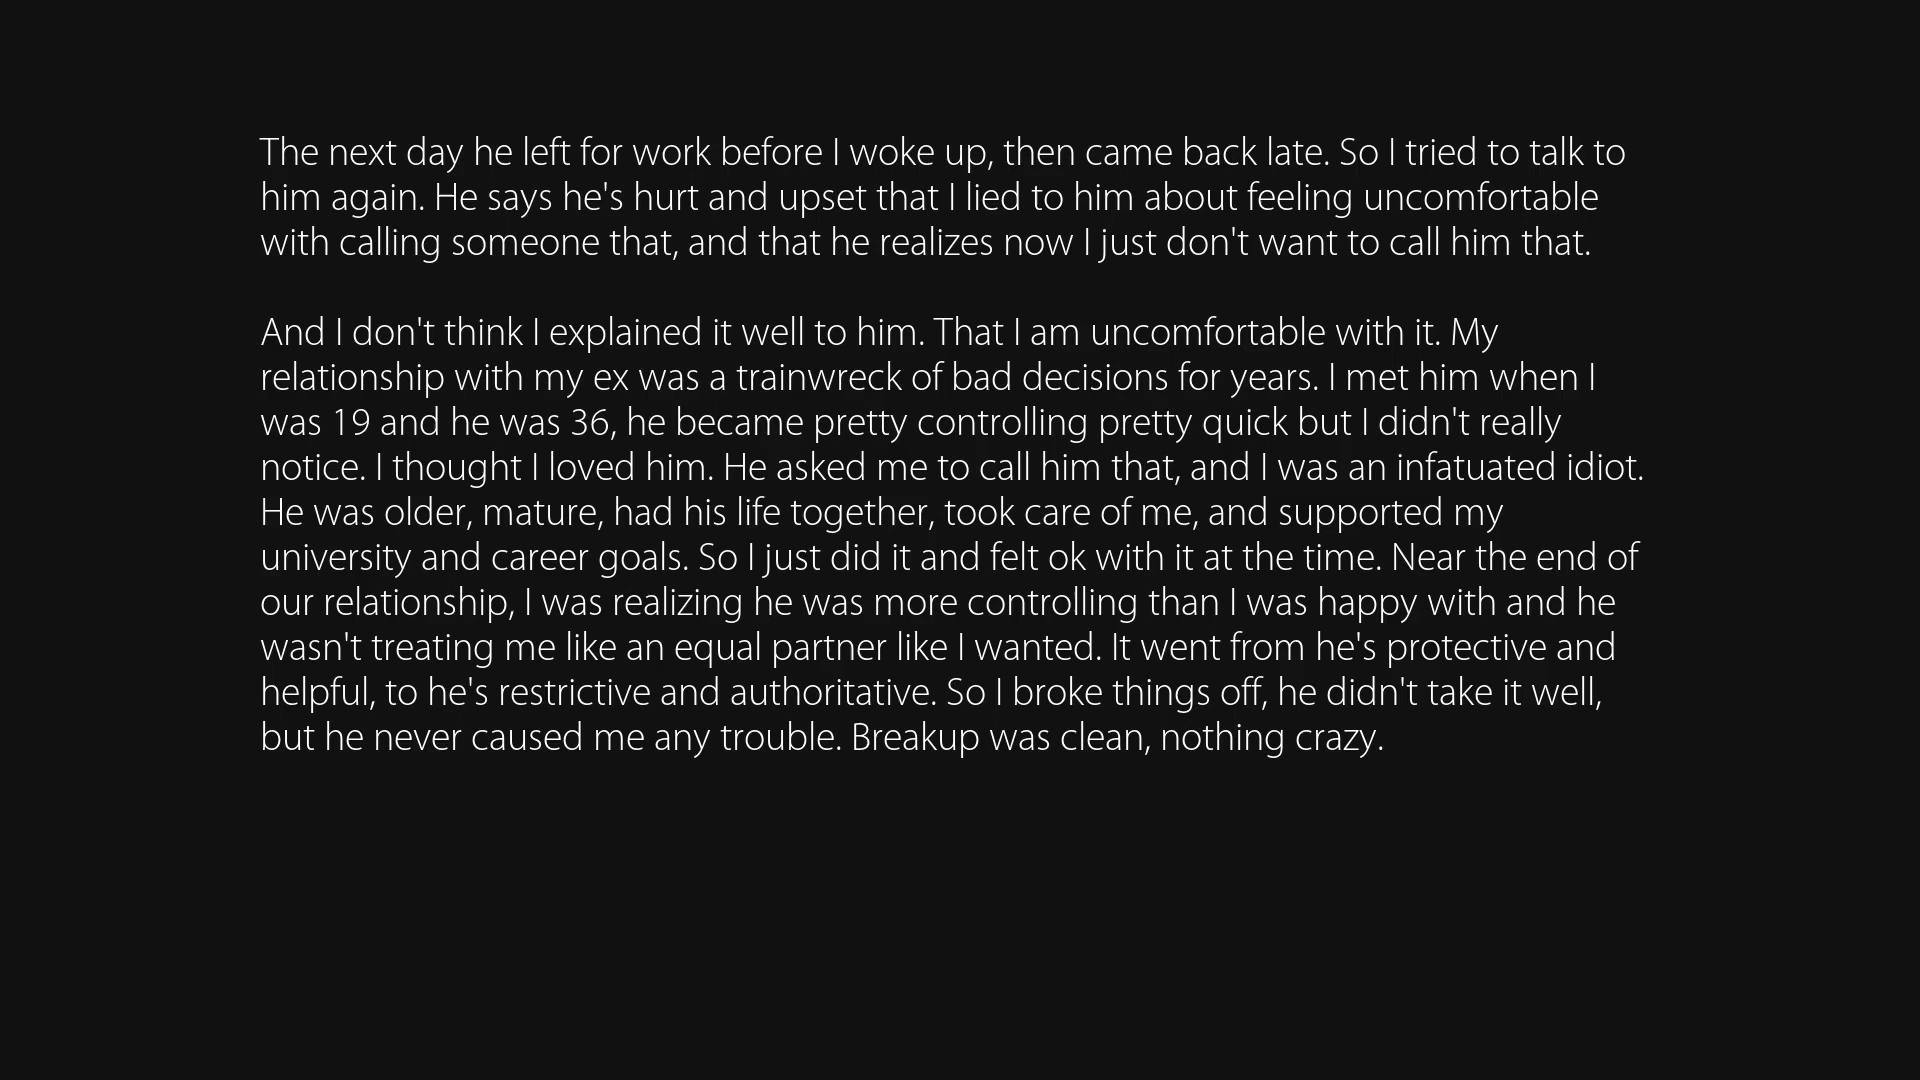 The next day he left for work before I woke up, then came back late. So I tried to talk to
him again. He says he's hurt and upset that I lied to him about feeling uncomfortable
with calling someone that, and that he realizes now I just don't want to call him that.
And I don't think I explained it well to him. That I am uncomfortable with it. My
relationship with my ex was a trainwreck of bad decisions for years. I met him when I
was 19 and he was 36, he became pretty controlling pretty quick but I didn't really
notice. I thought I loved him. He asked me to call him that, and I was an infatuated idiot.
He was older, mature, had his life together, took care of me, and supported my
university and career goals. So I just did it and felt ok with it at the time. Near the end of
our relationship, I was realizing he was more controlling than I was happy with and he
wasn't treating me like an equal partner like I wanted. It went from he's protective and
helpful, to he's restrictive and authoritative. So I broke things off, he didn't take it well,
but he never caused me any trouble. Breakup was clean, nothing crazy.